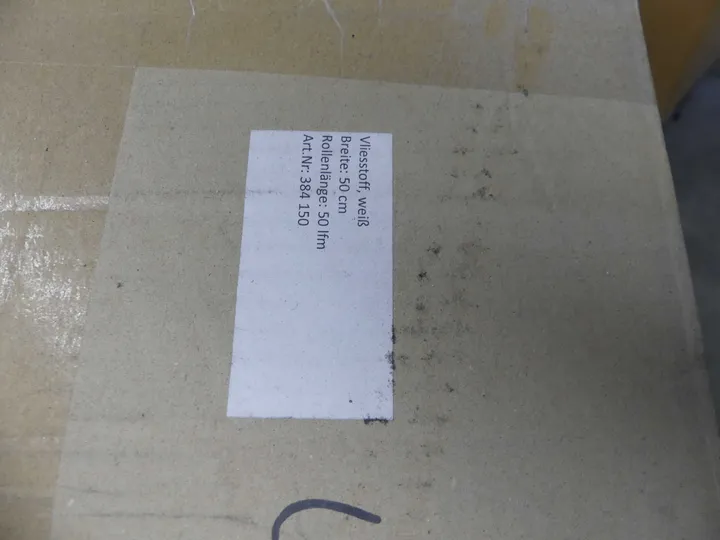 Vliesstoff, weiß
Breite: 50 cm
Rollenlänge: 50 lfm
Art.Nr: 384 150